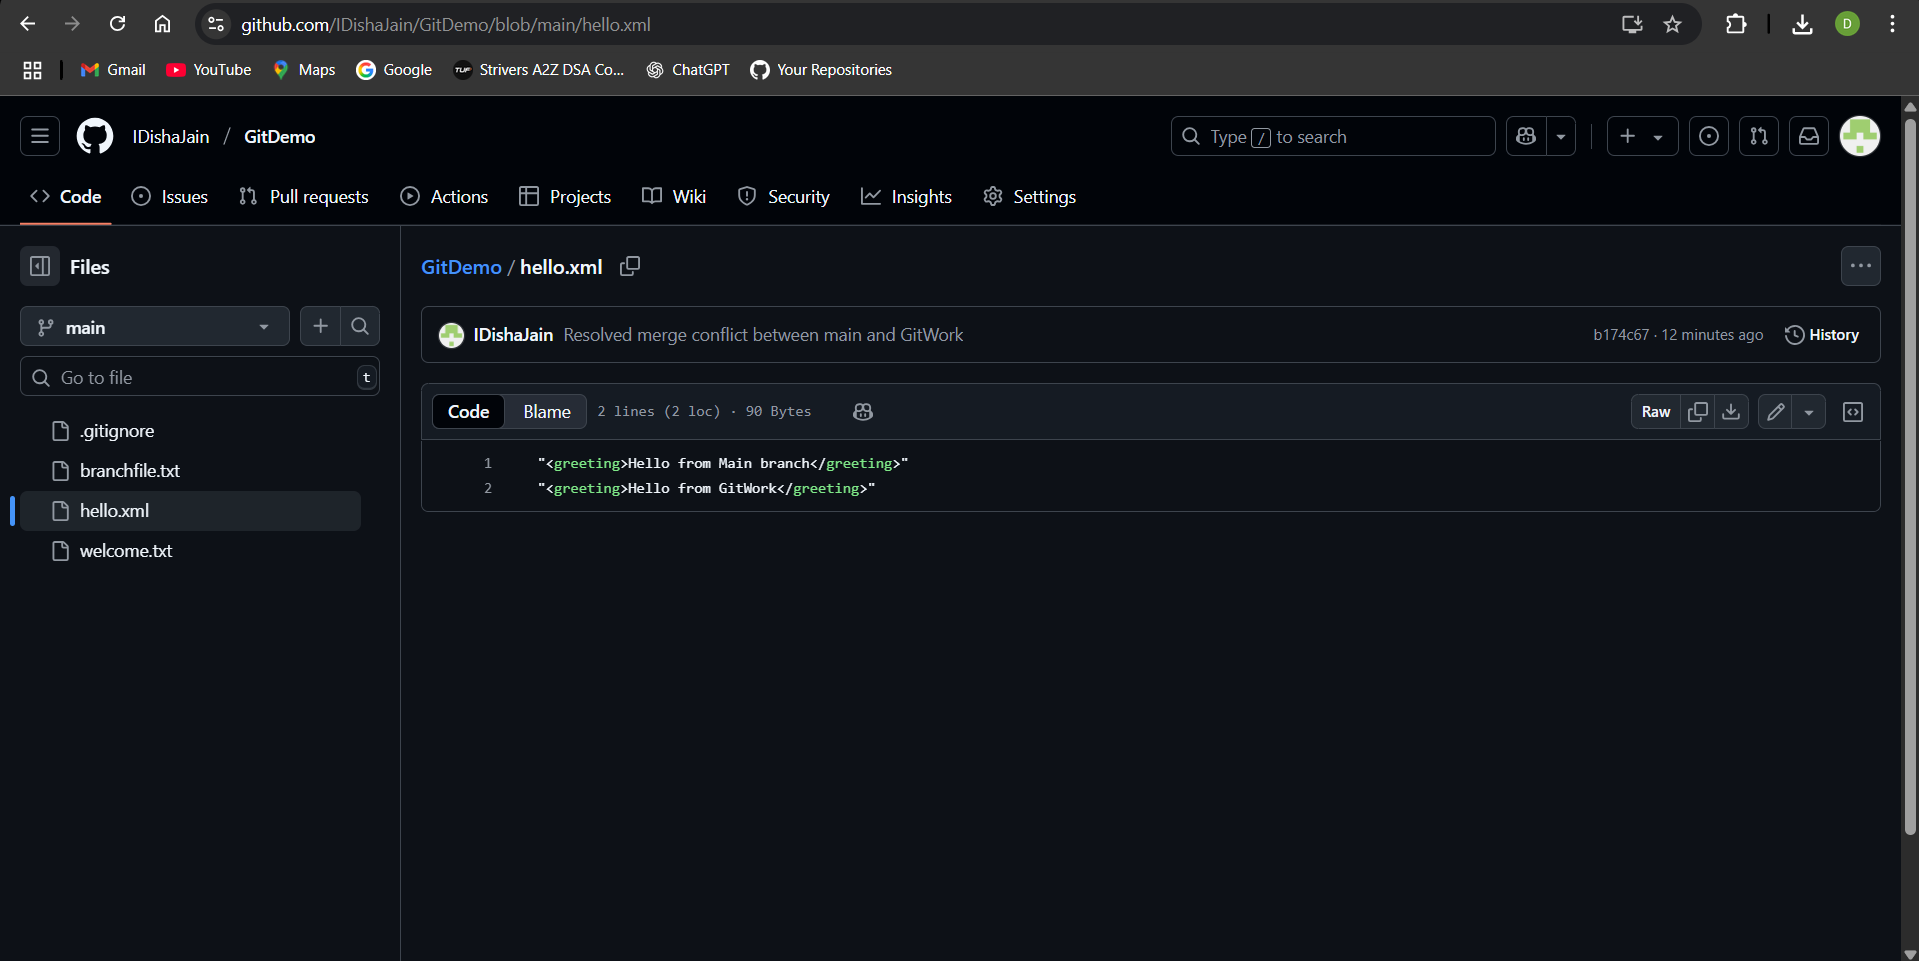 github.com/IDishaJain/GitDemo/blob/main/hello.xml
D
Gmail YouTube Maps Google TUF Strivers A2Z DSA Co... ChatGPT Your Repositories
IDishaJain / GitDemo
Type / to search
Code Issues Pull requests Actions Projects Wiki Security Insights Settings
Files
main
Go to file t
.gitignore
branchfile.txt
hello.xml
welcome.txt
GitDemo / hello.xml
IDishaJain Resolved merge conflict between main and GitWork
b174c67 · 12 minutes ago History
Code Blame 2 lines (2 loc) · 90 Bytes
Raw
1 "<greeting>Hello from Main branch</greeting>"
2 "<greeting>Hello from GitWork</greeting>"